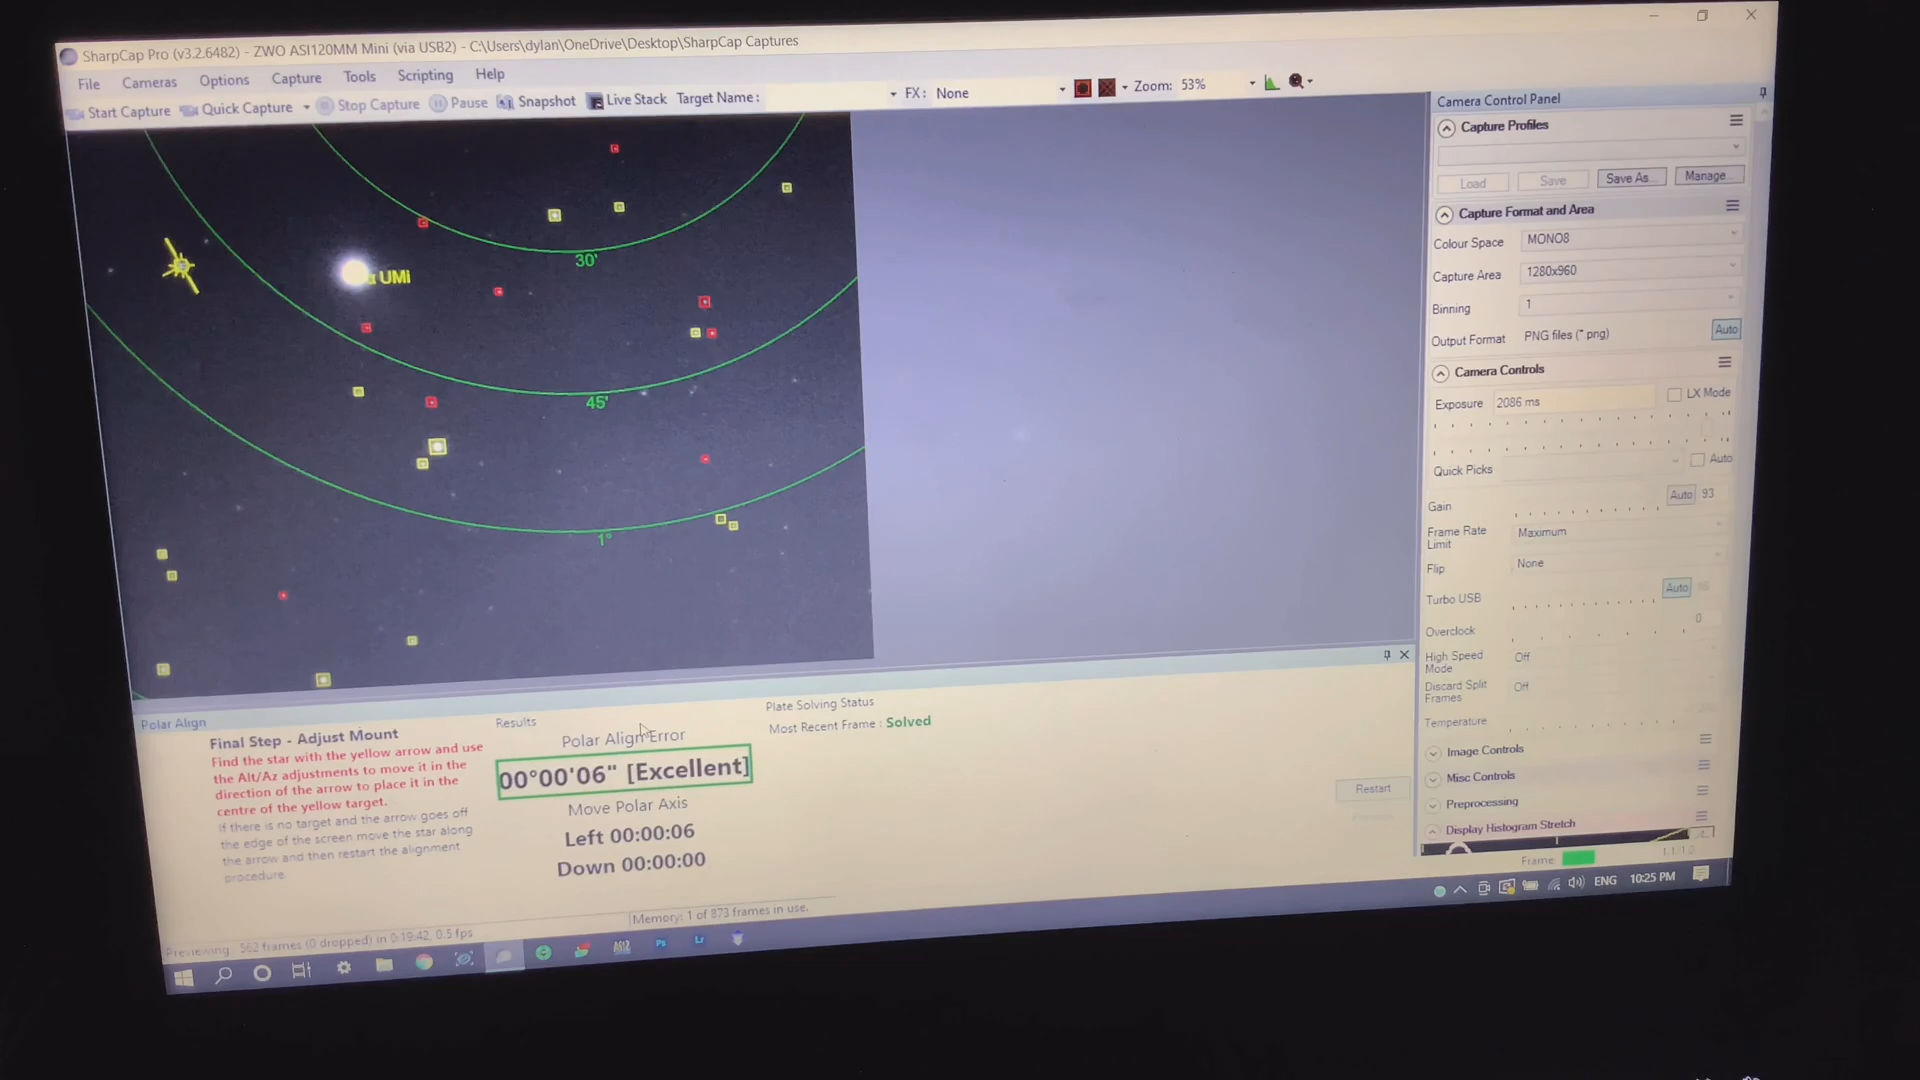 SharpCap Pro (v3.2.6482) - ZWO ASI120MM Mini (via USB2) - C:\Users\dylan\OneDrive\Desktop\SharpCap Captures
File Cameras Options Capture Tools Scripting Help
Start Capture Quick Capture Stop Capture Pause Snapshot Live Stack Target Name: FX: None Zoom: 53%
UMi
30'
45'
1°
Camera Control Panel
Capture Profiles
Load Save Save As... Manage...
Capture Format and Area
Colour Space MONO8
Capture Area 1280x960
Binning 1
Output Format PNG files (*.png) Auto
Camera Controls
Exposure 2086 ms LX Mode
Quick Picks Auto
Gain Auto 93
Frame Rate Limit Maximum
Flip None
Turbo USB Auto
Overclock 0
High Speed Mode Off
Discard Split Frames Off
Temperature
Image Controls
Misc Controls
Preprocessing
Display Histogram Stretch
Polar Align
Final Step - Adjust Mount
Find the star with the yellow arrow and use
the Alt/Az adjustments to move it in the
direction of the arrow to place it in the
centre of the yellow target.
If there is no target and the arrow goes off
the edge of the screen move the star along
the arrow and then restart the alignment
procedure.
Results
Polar Align Error
00°00'06" [Excellent]
Move Polar Axis
Left 00:00:06
Down 00:00:00
Plate Solving Status
Most Recent Frame : Solved
Restart
Previewing: 562 frames (0 dropped) in 0:19:42, 0.5 fps
Memory: 1 of 873 frames in use.
Frame:
Ps Lr
ENG 10:25 PM